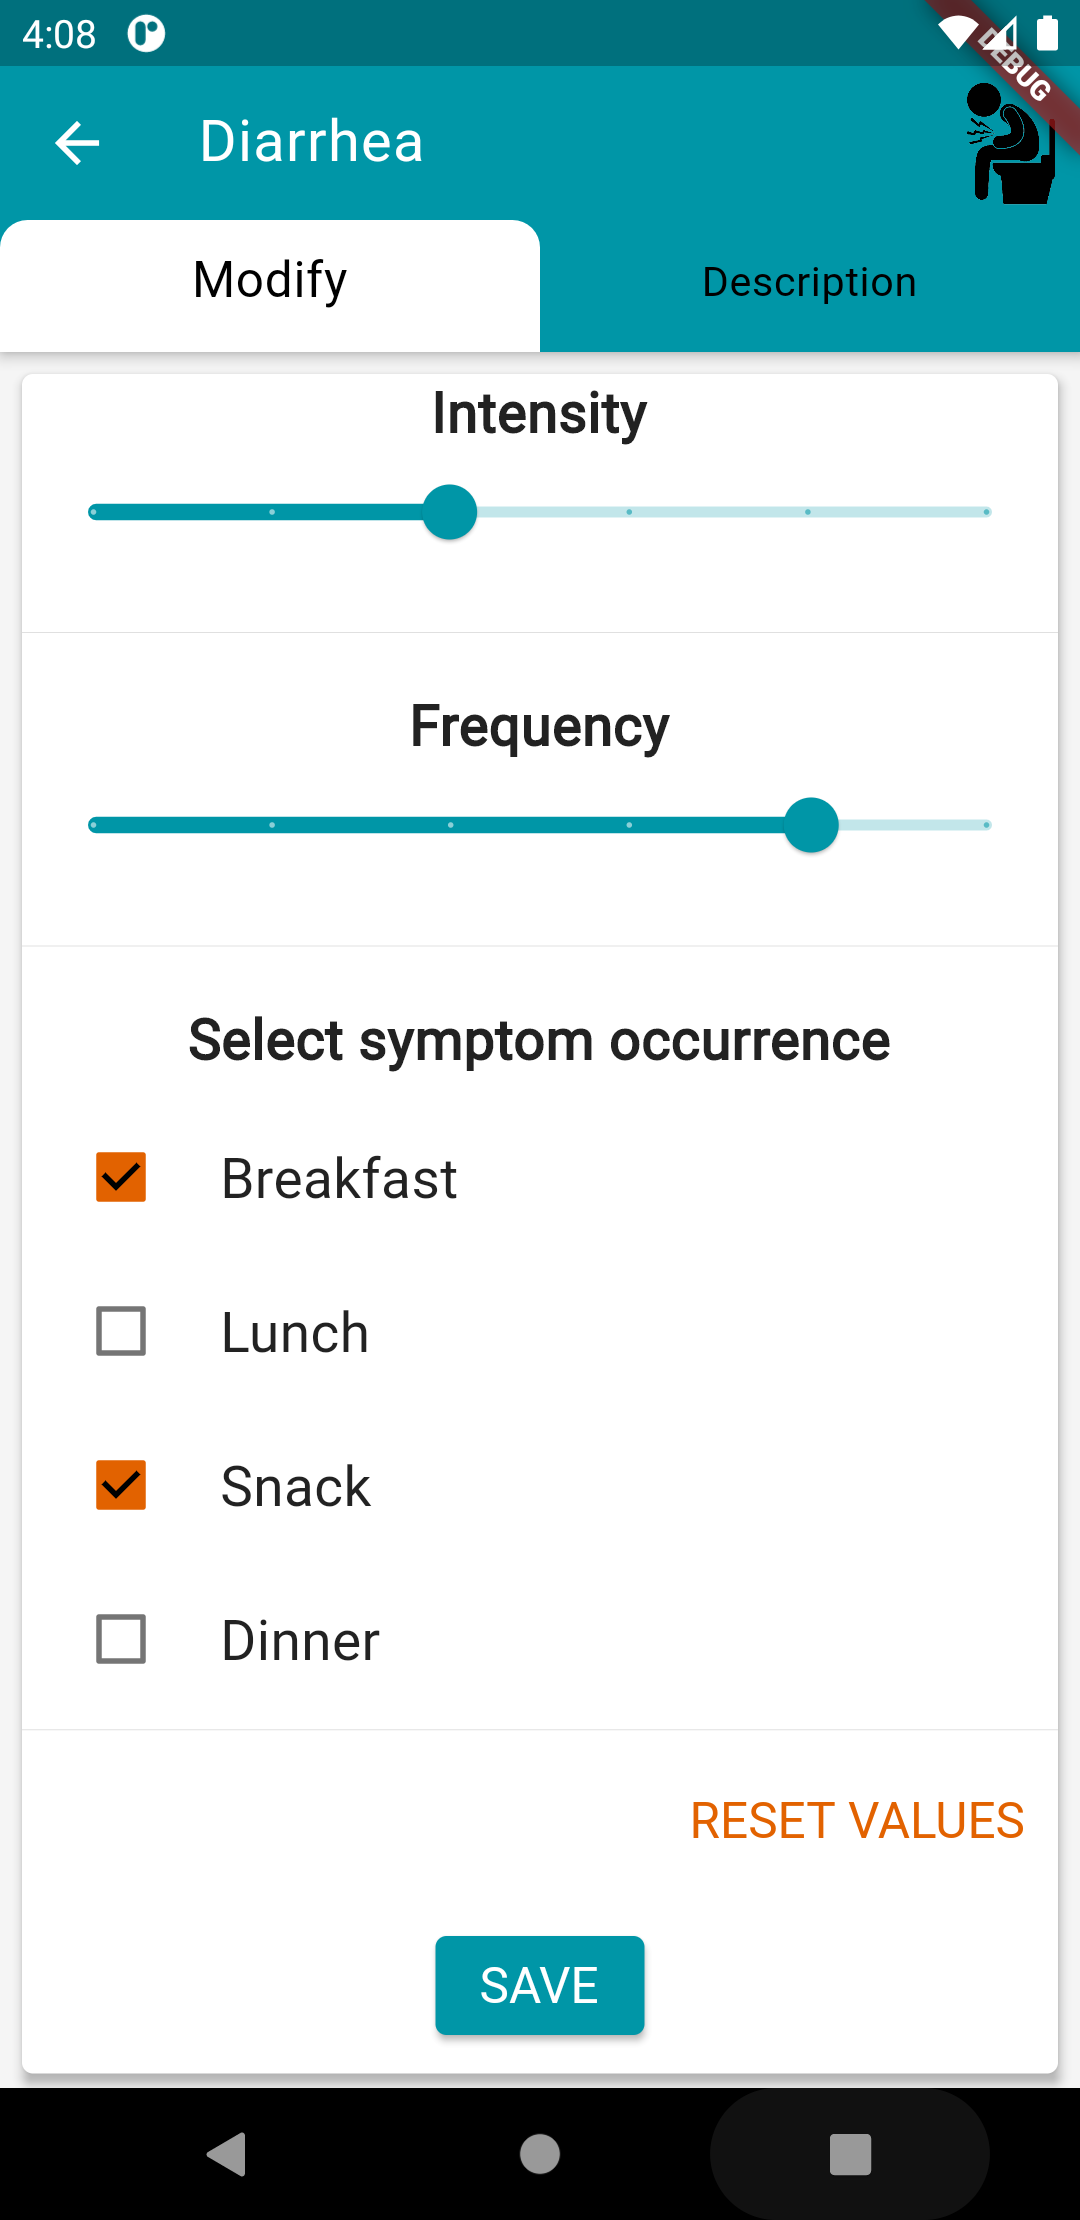 4:08
DEBUG
Diarrhea
Modify
Description
Intensity
Frequency
Select symptom occurrence
Breakfast
Lunch
Snack
Dinner
RESET VALUES
SAVE